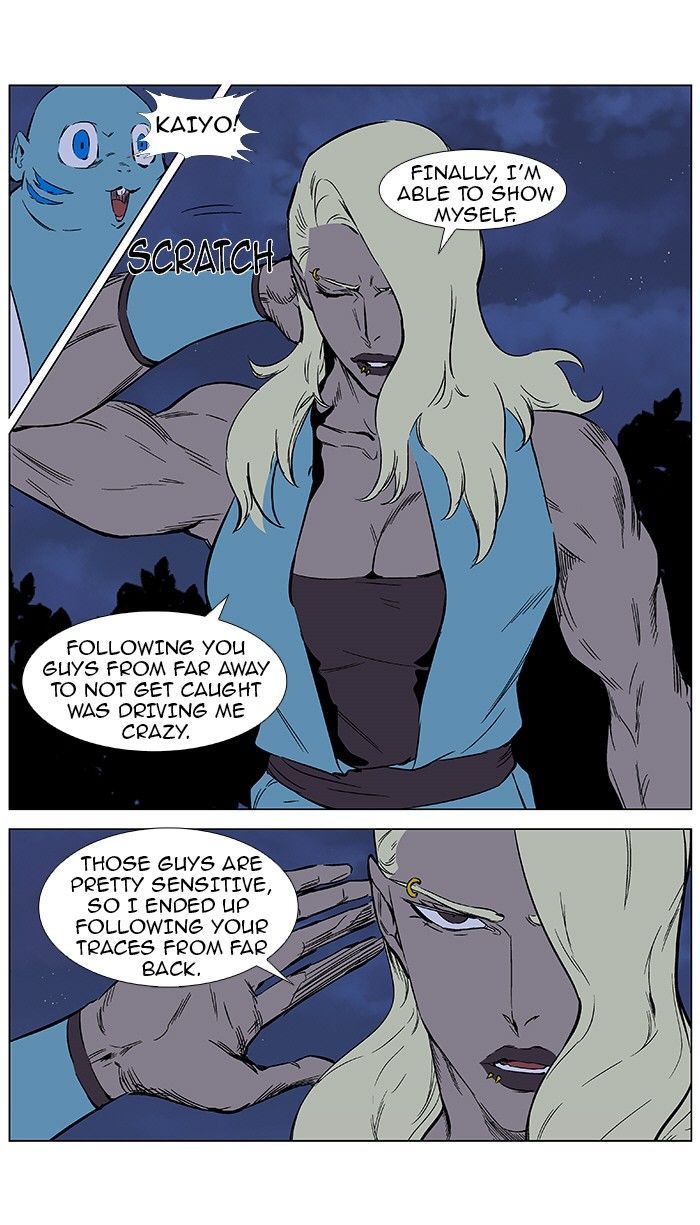 KAIYO!
FINALLY, I'M
ABLE TO SHOW
MYSELF.
SCRATCH
FOLLOWING YOU
GUYS FROM FAR AWAY
TO NOT GET CAUGHT
WAS DRIVING ME
CRAZY.
THOSE GUYS ARE
PRETTY SENSITIVE,
SO I ENDED UP
FOLLOWING YOUR
TRACES FROM FAR
BACK.